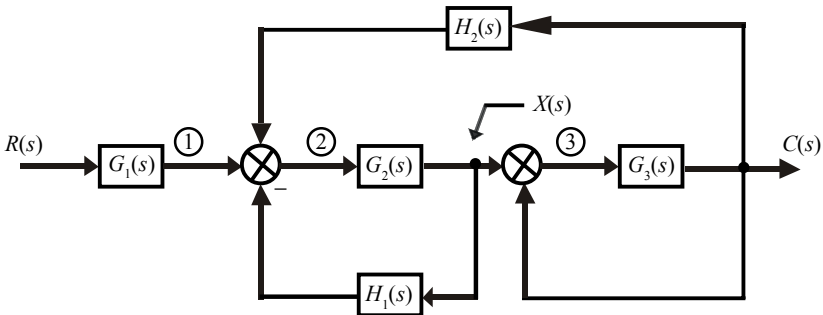 H₂(s)
X(s)
R(s)
G₁(s)
①
②
G₂(s)
③
G₃(s)
C(s)
–
H₁(s)